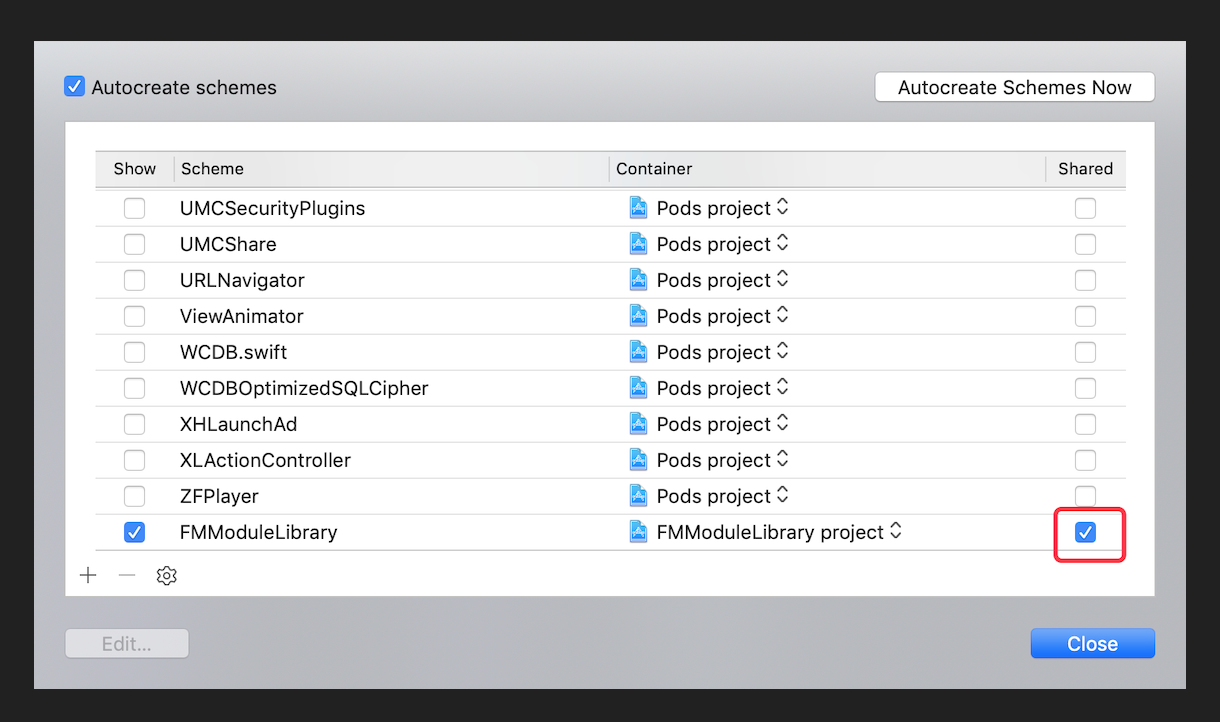 Autocreate schemes Autocreate Schemes Now
Show Scheme Container Shared
UMCSecurityPlugins Pods project
UMCShare Pods project
URLNavigator Pods project
ViewAnimator Pods project
WCDB.swift Pods project
WCDBOptimizedSQLCipher Pods project
XHLaunchAd Pods project
XLActionController Pods project
ZFPlayer Pods project
FMModuleLibrary FMModuleLibrary project
Edit... Close